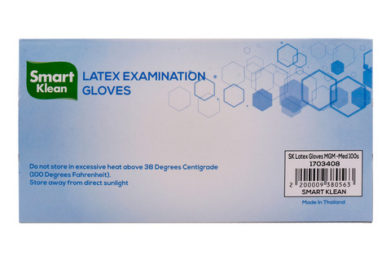 Smart
Klean
LATEX EXAMINATION
GLOVES
Do not store in excessive heat above 38 Degrees Centigrade
(100 Degrees Fahrenheit).
Store away from direct sunlight
SK Latex Gloves MGM -Med 100s
1703408
2 200009 380563
SMART KLEAN
Made in Thailand